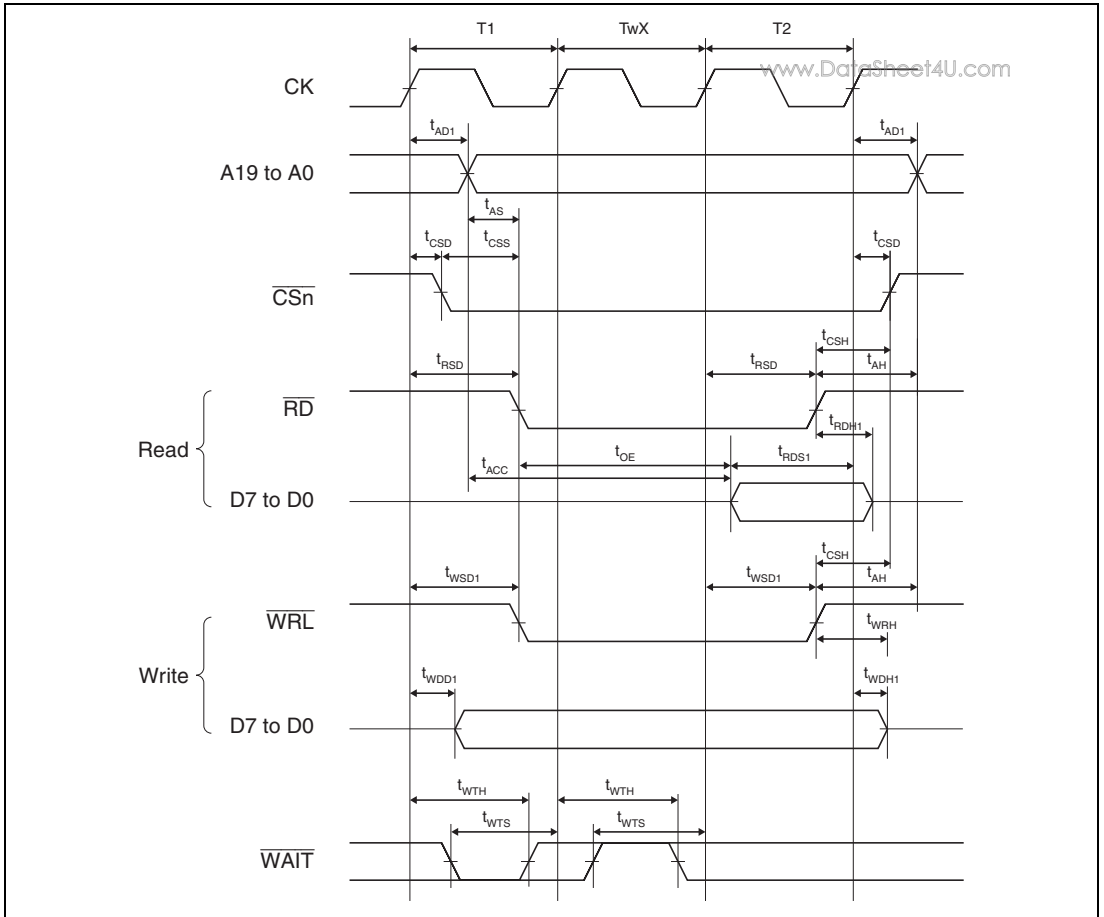 T1 TwX T2
www.DataSheet4U.com
CK
tAD1 tAD1
A19 to A0
tAS
tCSD tCSS tCSD
CSn
tCSH
tRSD tRSD tAH
RD
tRDH1
Read
tOE tRDS1
tACC
D7 to D0
tCSH
tWSD1 tWSD1 tAH
WRL
tWRH
Write
tWDD1 tWDH1
D7 to D0
tWTH tWTH
tWTS tWTS
WAIT